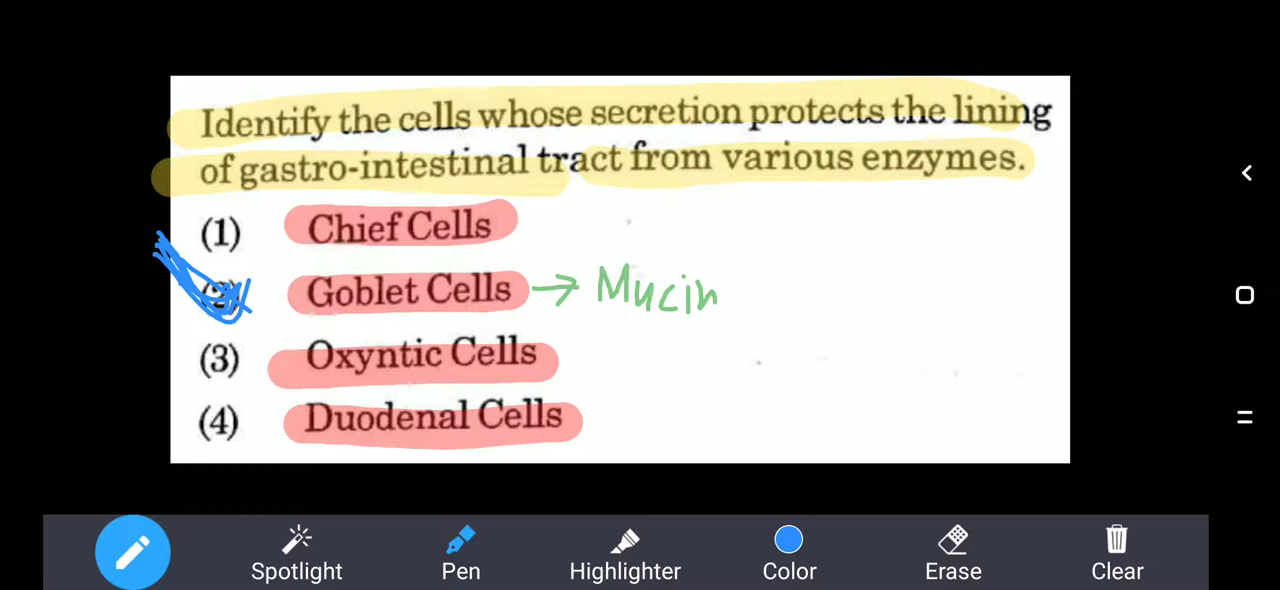 Identify the cells whose secretion protects the lining
of gastro-intestinal tract from various enzymes.
(1) Chief Cells
(2) Goblet Cells → Mucin
(3) Oxyntic Cells
(4) Duodenal Cells
Spotlight Pen Highlighter Color Erase Clear